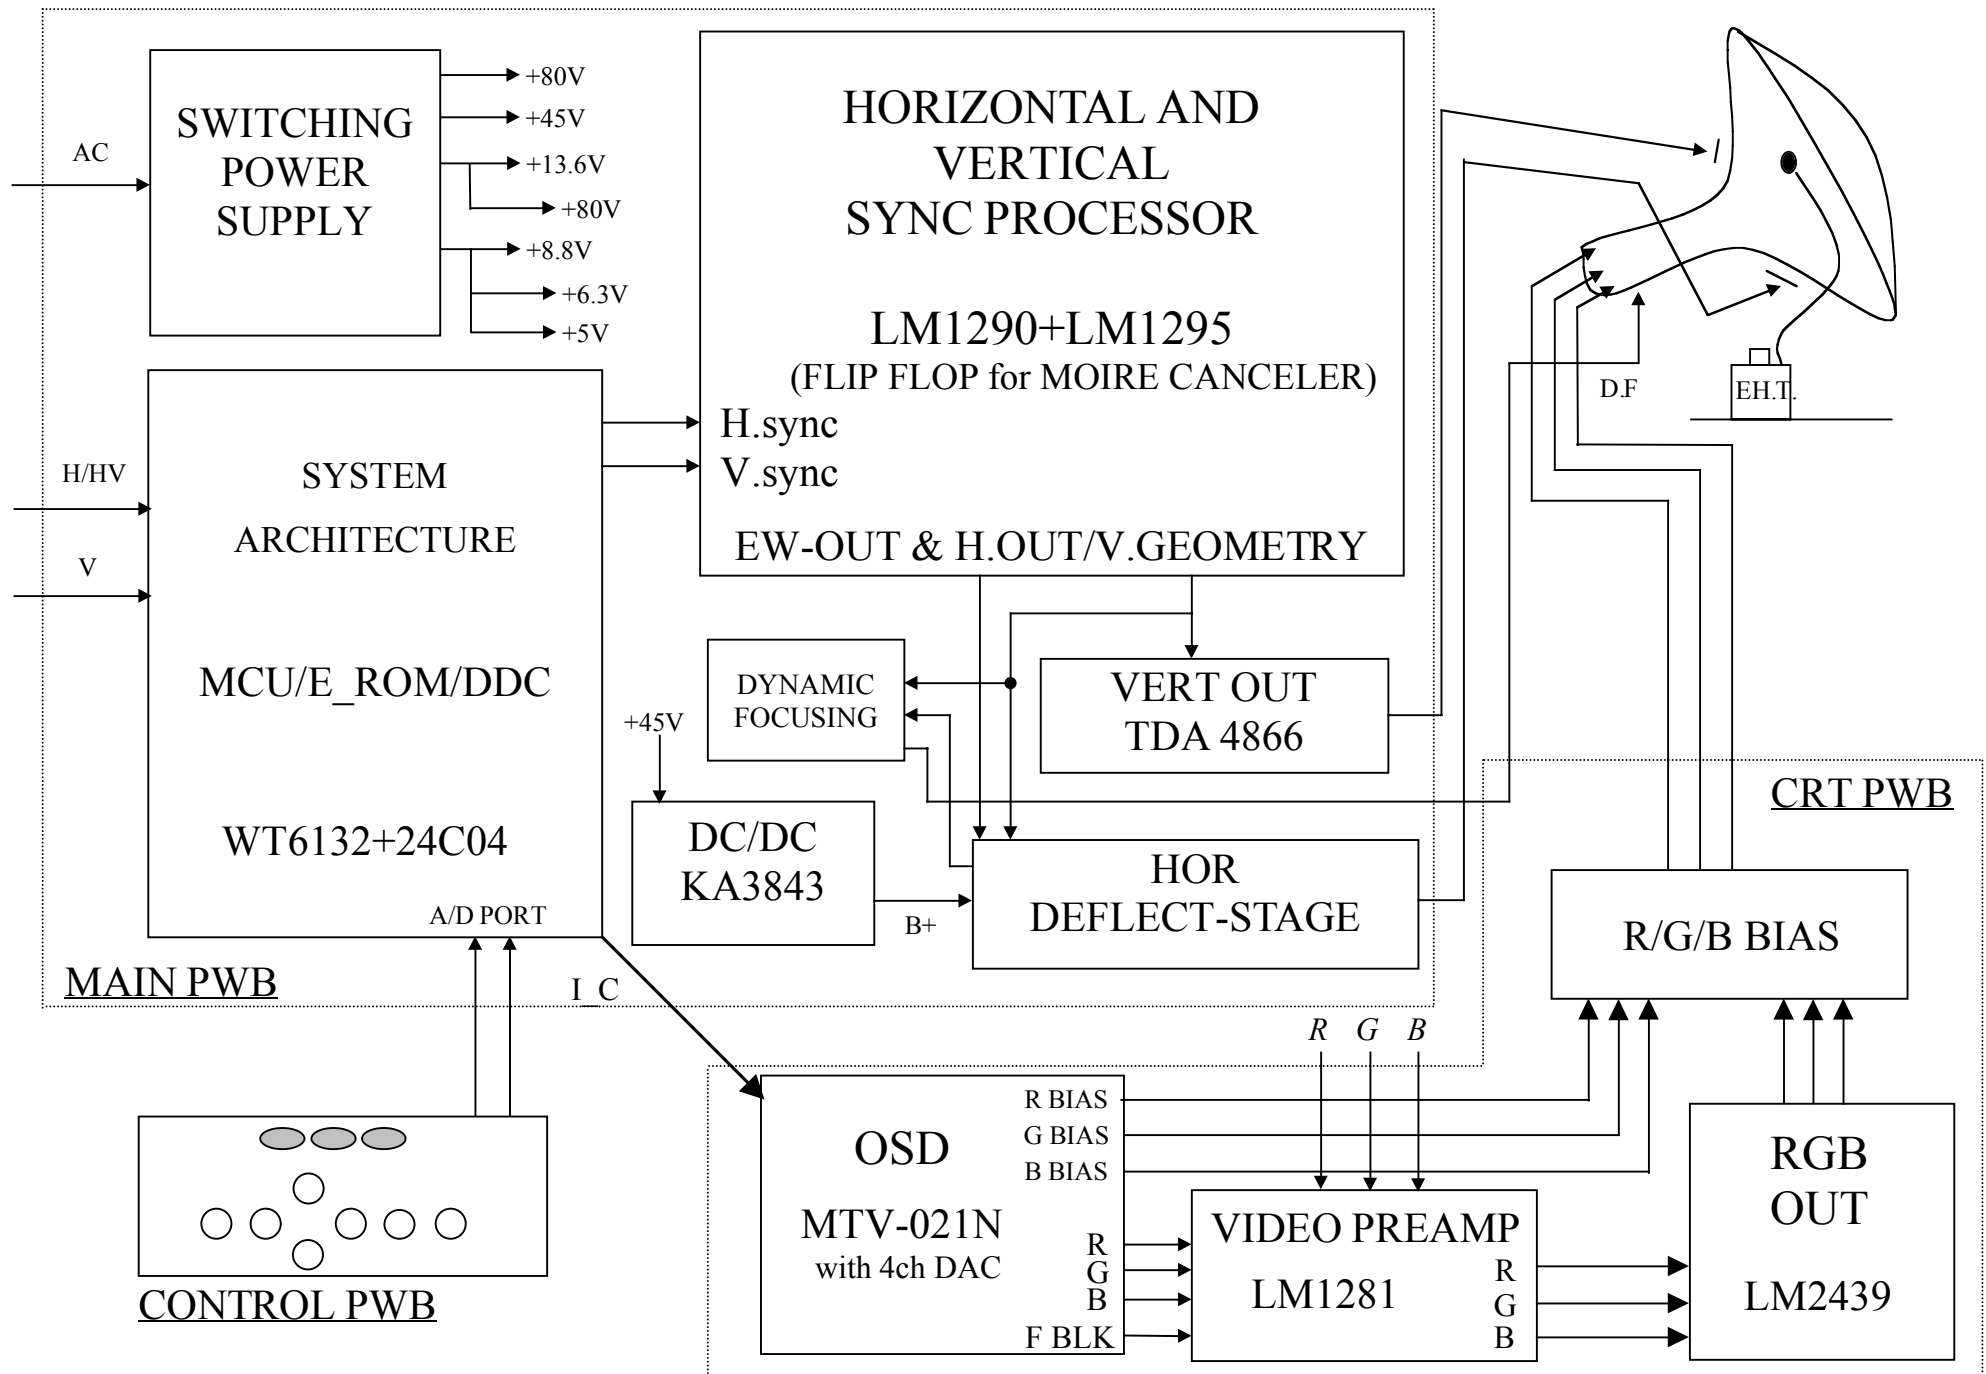 SWITCHING
POWER
SUPPLY
AC
+80V
+45V
+13.6V
+80V
+8.8V
+6.3V
+5V
HORIZONTAL AND
VERTICAL
SYNC PROCESSOR
LM1290+LM1295
(FLIP FLOP for MOIRE CANCELER)
H.sync
V.sync
EW-OUT & H.OUT/V.GEOMETRY
D.F
EH.T.
H/HV
V
SYSTEM
ARCHITECTURE
MCU/E_ROM/DDC
WT6132+24C04
A/D PORT
MAIN PWB
I_C
DYNAMIC
FOCUSING
VERT OUT
TDA 4866
+45V
DC/DC
KA3843
B+
HOR
DEFLECT-STAGE
CRT PWB
R/G/B BIAS
R G B
OSD
MTV-021N
with 4ch DAC
R BIAS
G BIAS
B BIAS
R
G
B
F BLK
VIDEO PREAMP
LM1281
R
G
B
RGB
OUT
LM2439
CONTROL PWB